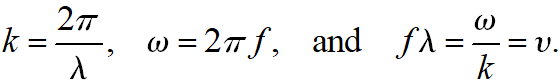 k = 2π/λ, ω = 2πf, and fλ = ω/k = υ.